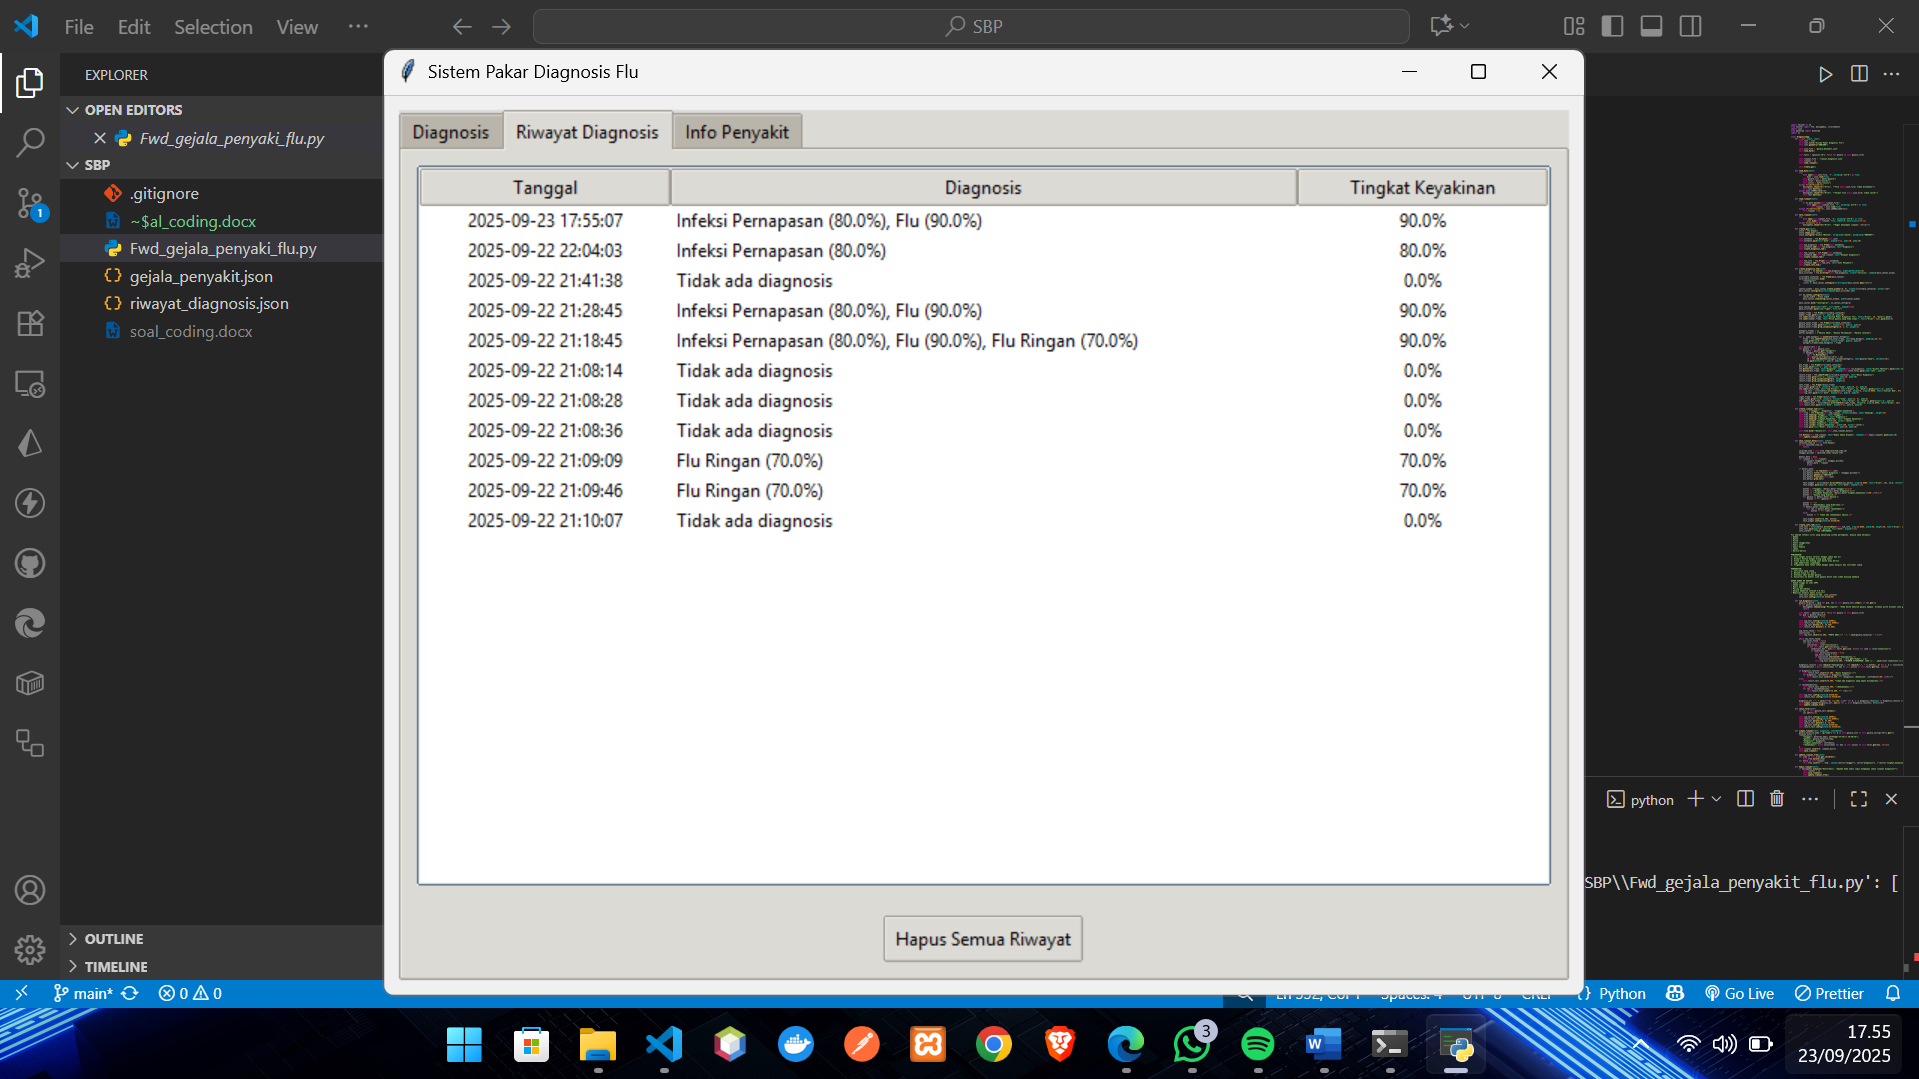 File Edit Selection View
SBP
EXPLORER
OPEN EDITORS
Fwd_gejala_penyaki_flu.py
SBP
.gitignore
~$al_coding.docx
Fwd_gejala_penyaki_flu.py
gejala_penyakit.json
riwayat_diagnosis.json
soal_coding.docx
1
OUTLINE
TIMELINE
Sistem Pakar Diagnosis Flu
Diagnosis Riwayat Diagnosis Info Penyakit
Tanggal Diagnosis Tingkat Keyakinan
2025-09-23 17:55:07 Infeksi Pernapasan (80.0%), Flu (90.0%) 90.0%
2025-09-22 22:04:03 Infeksi Pernapasan (80.0%) 80.0%
2025-09-22 21:41:38 Tidak ada diagnosis 0.0%
2025-09-22 21:28:45 Infeksi Pernapasan (80.0%), Flu (90.0%) 90.0%
2025-09-22 21:18:45 Infeksi Pernapasan (80.0%), Flu (90.0%), Flu Ringan (70.0%) 90.0%
2025-09-22 21:08:14 Tidak ada diagnosis 0.0%
2025-09-22 21:08:28 Tidak ada diagnosis 0.0%
2025-09-22 21:08:36 Tidak ada diagnosis 0.0%
2025-09-22 21:09:09 Flu Ringan (70.0%) 70.0%
2025-09-22 21:09:46 Flu Ringan (70.0%) 70.0%
2025-09-22 21:10:07 Tidak ada diagnosis 0.0%
Hapus Semua Riwayat
python
SBP\\Fwd_gejala_penyakit_flu.py': [
main* 0 0
Python Go Live Prettier
3
17.55
23/09/2025